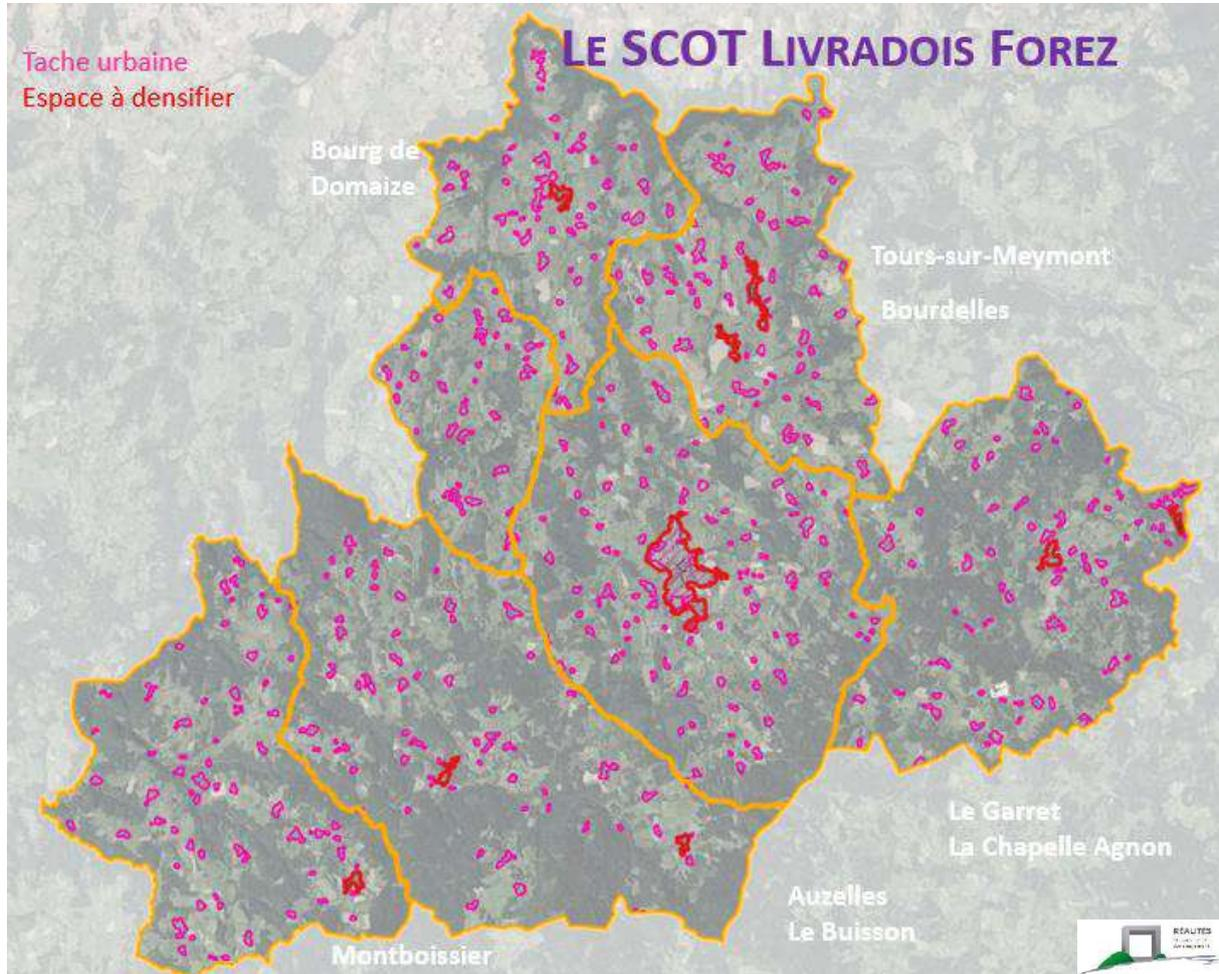 LE SCOT LIVRADOIS FOREZ
Tache urbaine
Espace à densifier
Bourg de
Domaize
Tours-sur-Meymont
Bourdelles
Le Garret
La Chapelle Agnon
Auzelles
Le Buisson
Montboissier
RÉALITÉS